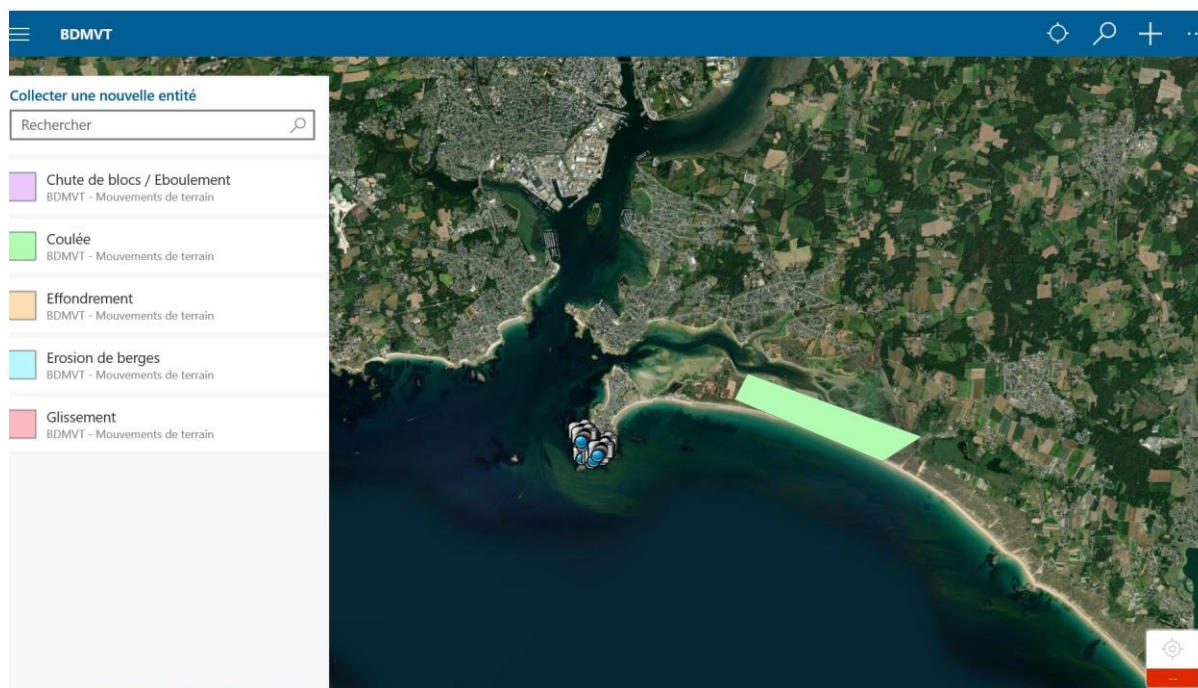 BDMVT
Collecter une nouvelle entité
Rechercher
Chute de blocs / Eboulement
BDMVT - Mouvements de terrain
Coulée
BDMVT - Mouvements de terrain
Effondrement
BDMVT - Mouvements de terrain
Erosion de berges
BDMVT - Mouvements de terrain
Glissement
BDMVT - Mouvements de terrain
--